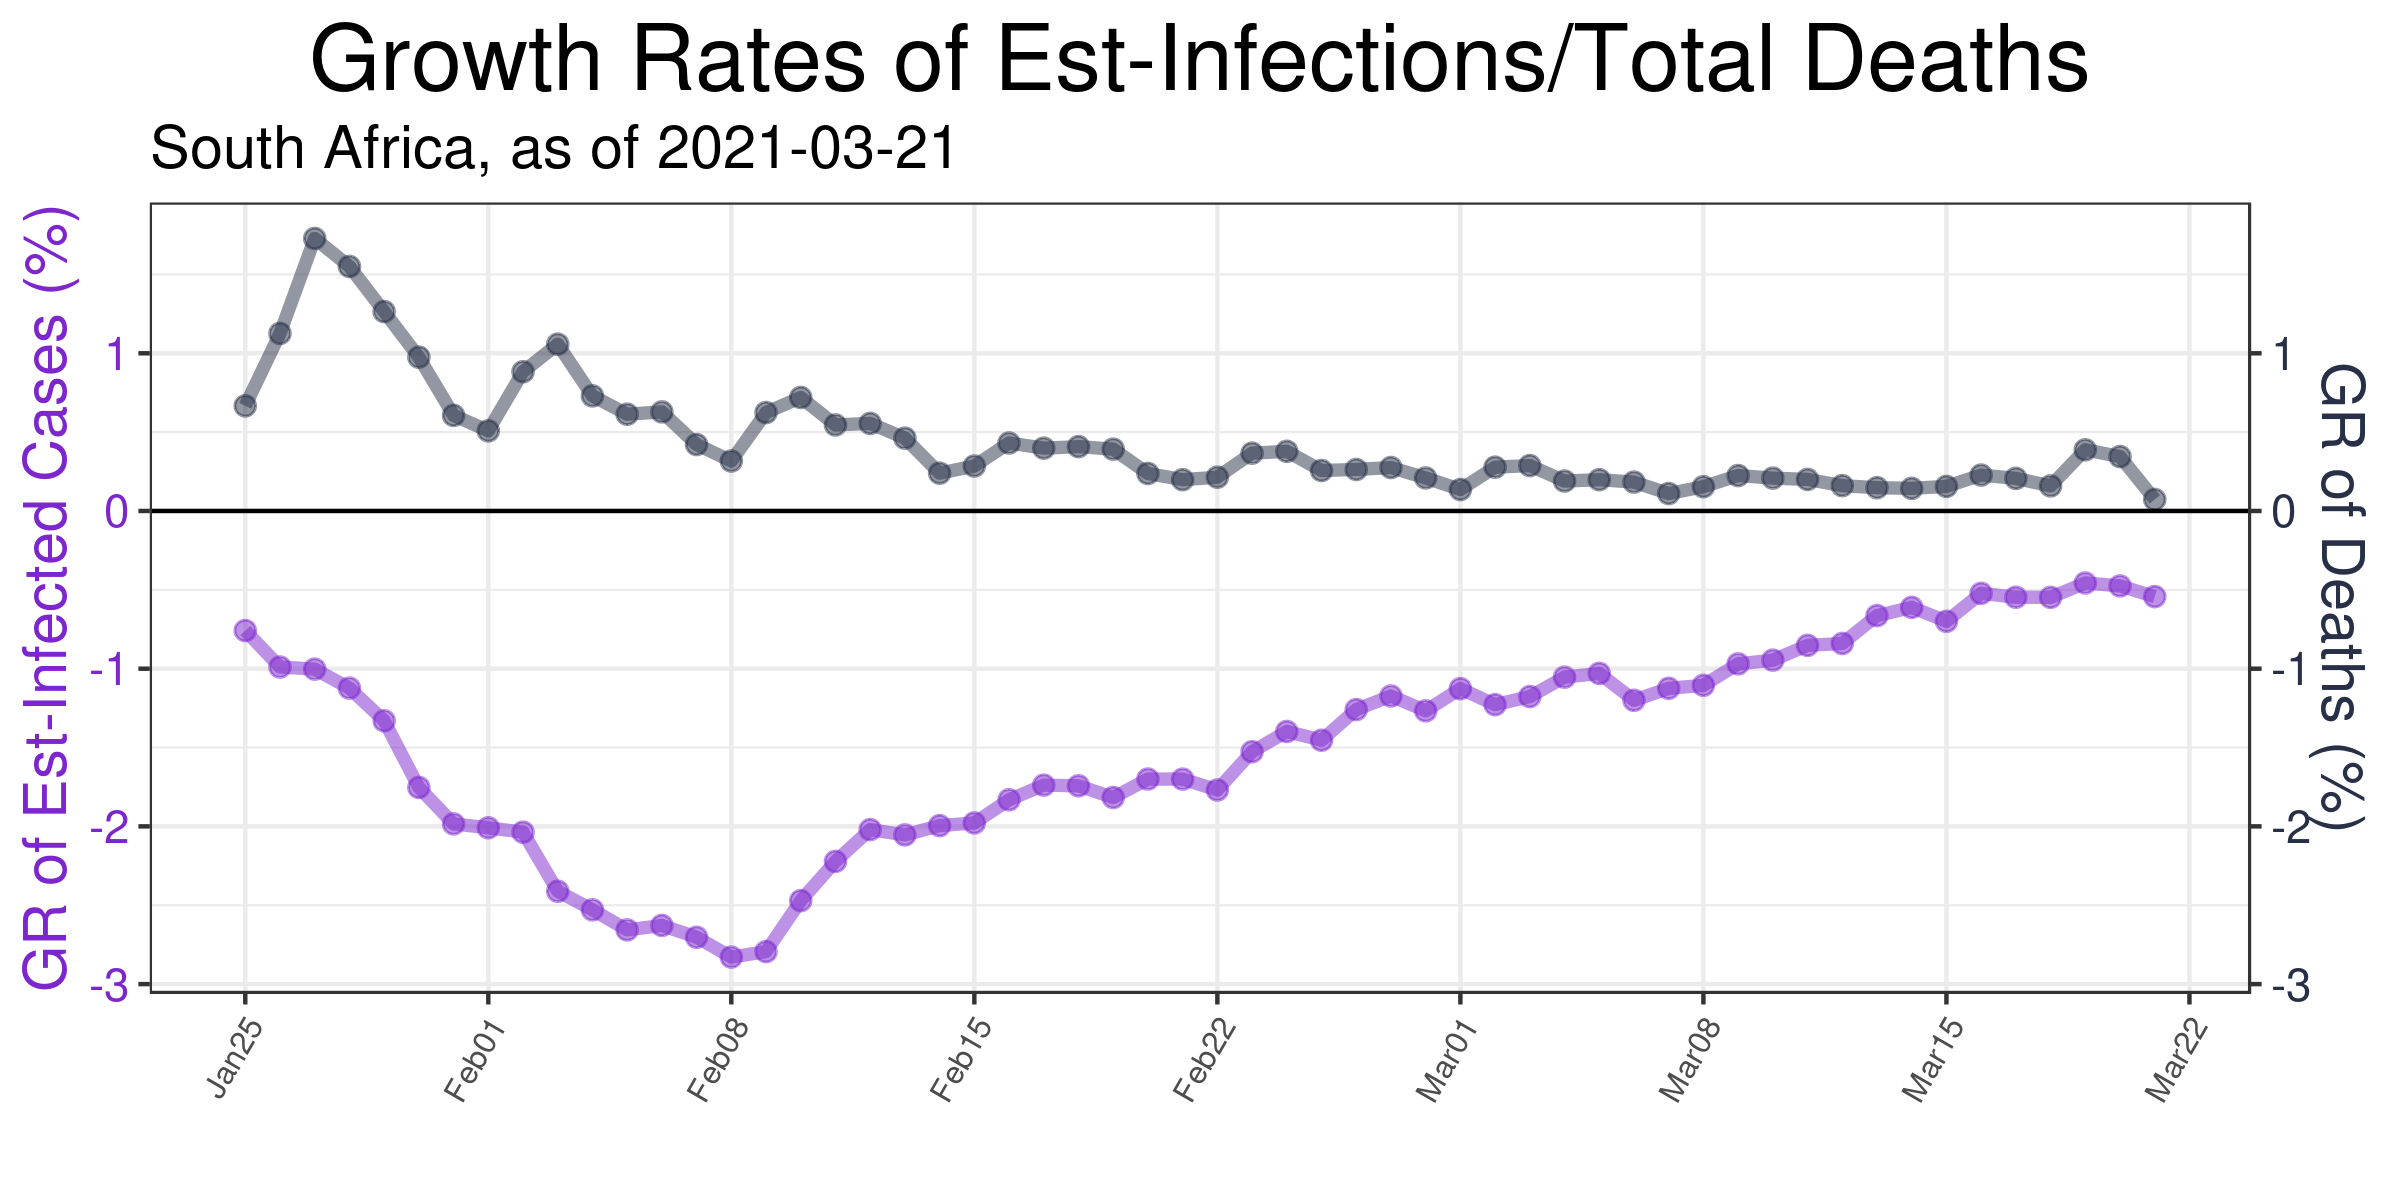 Growth Rates of Est-Infections/Total Deaths
South Africa, as of 2021-03-21
GR of Est-Infected Cases (%)
1
0
-1
-2
-3
1
0
-1
-2
-3
GR of Deaths (%)
Jan25
Feb01
Feb08
Feb15
Feb22
Mar01
Mar08
Mar15
Mar22